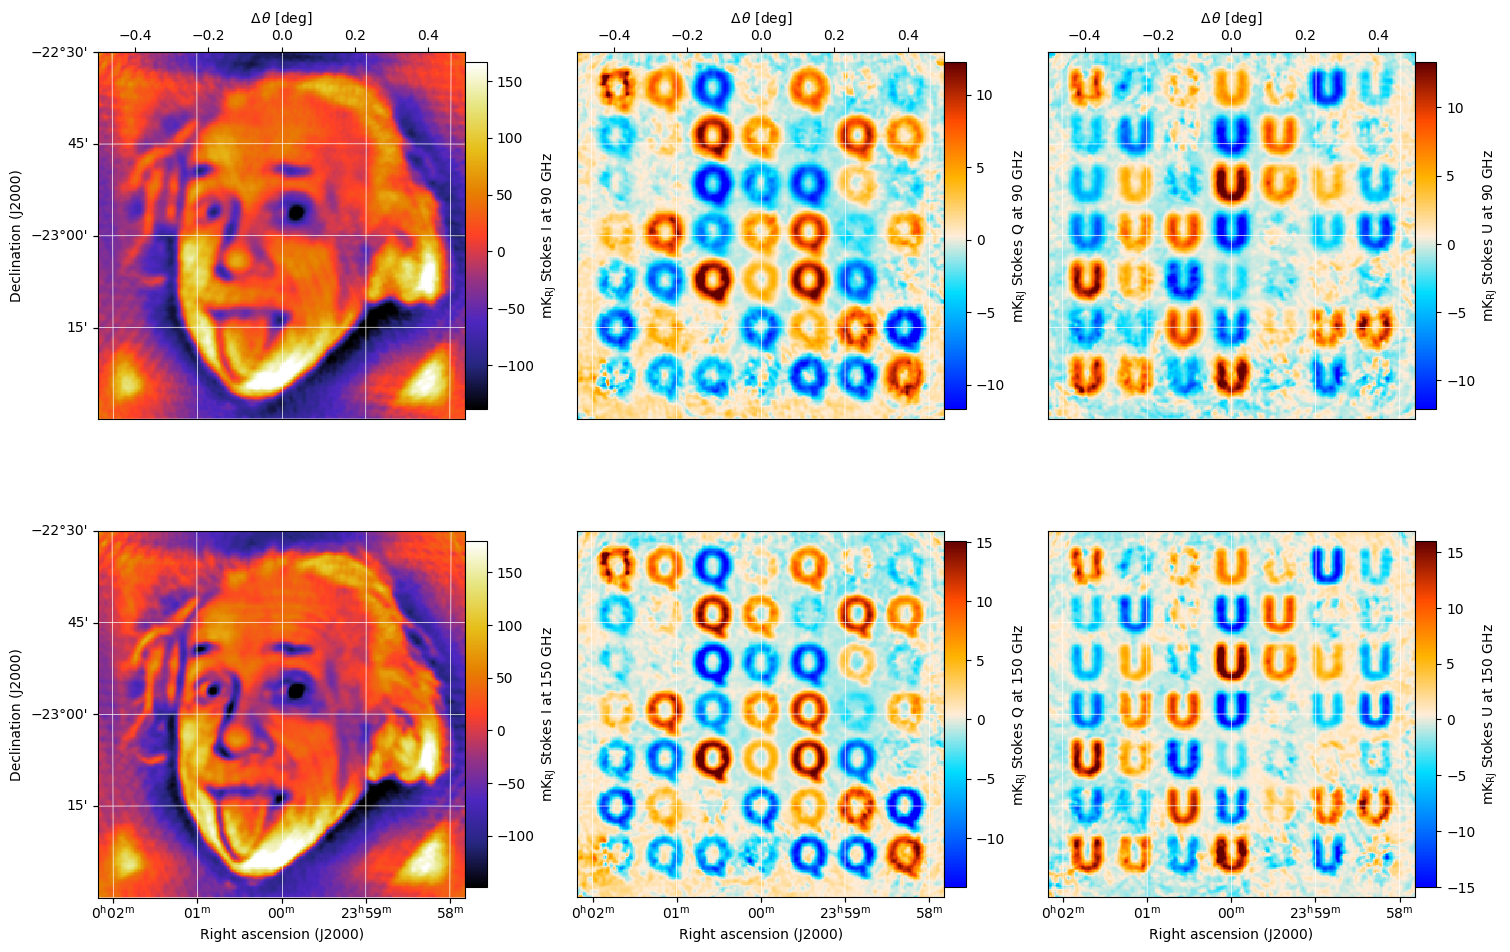 Δθ [deg] Δθ [deg] Δθ [deg]
−0.4 −0.2 0.0 0.2 0.4 −0.4 −0.2 0.0 0.2 0.4 −0.4 −0.2 0.0 0.2 0.4
−22°30'
45'
−23°00'
15'
Declination (J2000)
150
100
50
0
−50
−100
mK_RJ Stokes I at 90 GHz
Q Q Q Q Q Q Q
Q Q Q Q Q Q
Q Q Q Q Q
Q Q Q Q Q Q Q
Q Q Q Q Q Q
Q Q Q Q Q Q
Q Q Q Q Q Q Q
10
5
0
−5
−10
mK_RJ Stokes Q at 90 GHz
U U U U U U U
U U U U U
U U U U U U U
U U U U U U
U U U U U
U U U U U U
U U U U U
10
5
0
−5
−10
mK_RJ Stokes U at 90 GHz
−22°30'
45'
−23°00'
15'
Declination (J2000)
150
100
50
0
−50
−100
mK_RJ Stokes I at 150 GHz
Q Q Q Q Q Q Q
Q Q Q Q Q Q
Q Q Q Q Q
Q Q Q Q Q Q Q
Q Q Q Q Q Q
Q Q Q Q Q Q
Q Q Q Q Q Q Q
15
10
5
0
−5
−10
mK_RJ Stokes Q at 150 GHz
U U U U U U U
U U U U U
U U U U U U U
U U U U U U
U U U U U
U U U U U U
U U U U U
15
10
5
0
−5
−10
−15
mK_RJ Stokes U at 150 GHz
0ʰ02ᵐ 01ᵐ 00ᵐ 23ʰ59ᵐ 58ᵐ 0ʰ02ᵐ 01ᵐ 00ᵐ 23ʰ59ᵐ 58ᵐ 0ʰ02ᵐ 01ᵐ 00ᵐ 23ʰ59ᵐ 58ᵐ
Right ascension (J2000) Right ascension (J2000) Right ascension (J2000)